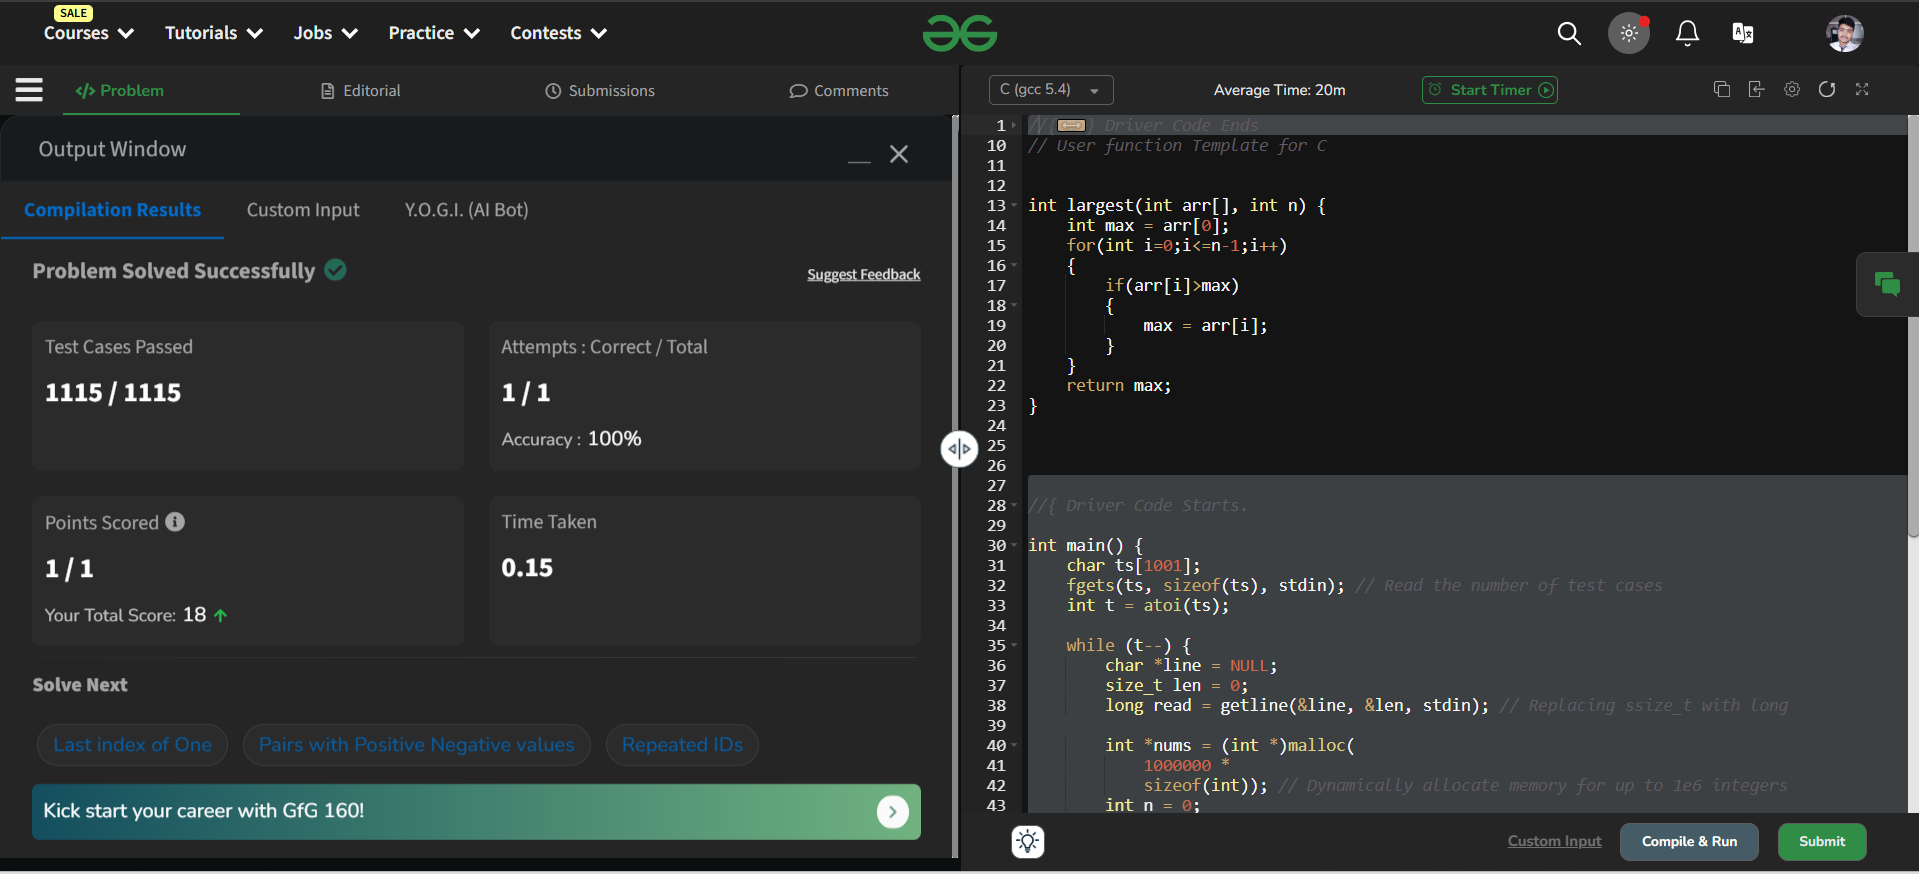 SALE
Courses Tutorials Jobs Practice Contests
</> Problem Editorial Submissions Comments
Output Window
Compilation Results Custom Input Y.O.G.I. (AI Bot)
Problem Solved Successfully
Suggest Feedback
Test Cases Passed
1115 / 1115
Attempts : Correct / Total
1 / 1
Accuracy : 100%
Points Scored
1 / 1
Your Total Score: 18
Time Taken
0.15
Solve Next
Last index of One Pairs with Positive Negative values Repeated IDs
Kick start your career with GfG 160!
C (gcc 5.4) Average Time: 20m Start Timer
1 //{ } Driver Code Ends
10 // User function Template for C
11
12
13 int largest(int arr[], int n) {
14 int max = arr[0];
15 for(int i=0;i<=n-1;i++)
16 {
17 if(arr[i]>max)
18 {
19 max = arr[i];
20 }
21 }
22 return max;
23 }
24
25
26
27
28 //{ Driver Code Starts.
29
30 int main() {
31 char ts[1001];
32 fgets(ts, sizeof(ts), stdin); // Read the number of test cases
33 int t = atoi(ts);
34
35 while (t--) {
36 char *line = NULL;
37 size_t len = 0;
38 long read = getline(&line, &len, stdin); // Replacing ssize_t with long
39
40 int *nums = (int *)malloc(
41 1000000 *
42 sizeof(int)); // Dynamically allocate memory for up to 1e6 integers
43 int n = 0;
Custom Input Compile & Run Submit